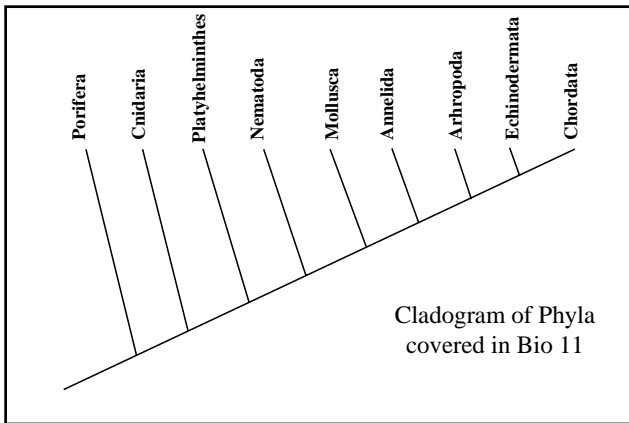 Porifera
Cnidaria
Platyhelminthes
Nematoda
Mollusca
Annelida
Arhropoda
Echinodermata
Chordata
Cladogram of Phyla
covered in Bio 11